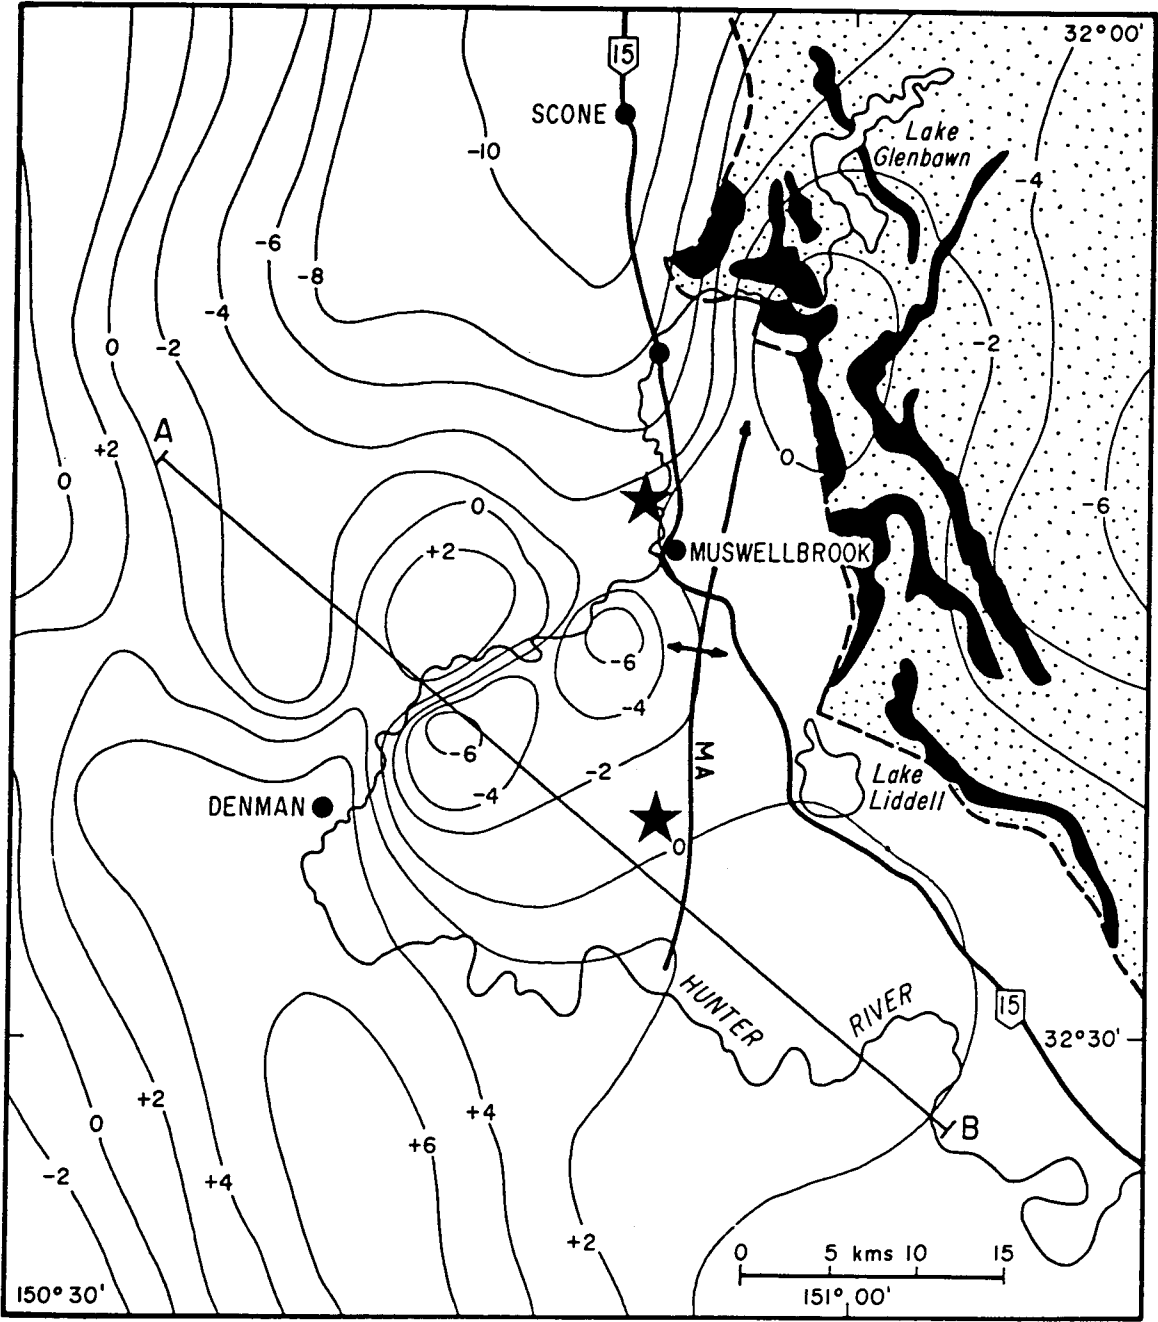 32°00'
15
SCONE
Lake
Glenbawn
-10
-4
-6
-8
-4
0
-2
-2
A
+2
0
0
0
-6
+2
MUSWELLBROOK
-6
-4
MA
-6
-2
-4
DENMAN
Lake
Liddell
0
HUNTER
RIVER
15
32°30'
+2
0
+4
+6
B
-2
+4
+2
0 5 kms 10 15
150°30'
151°00'